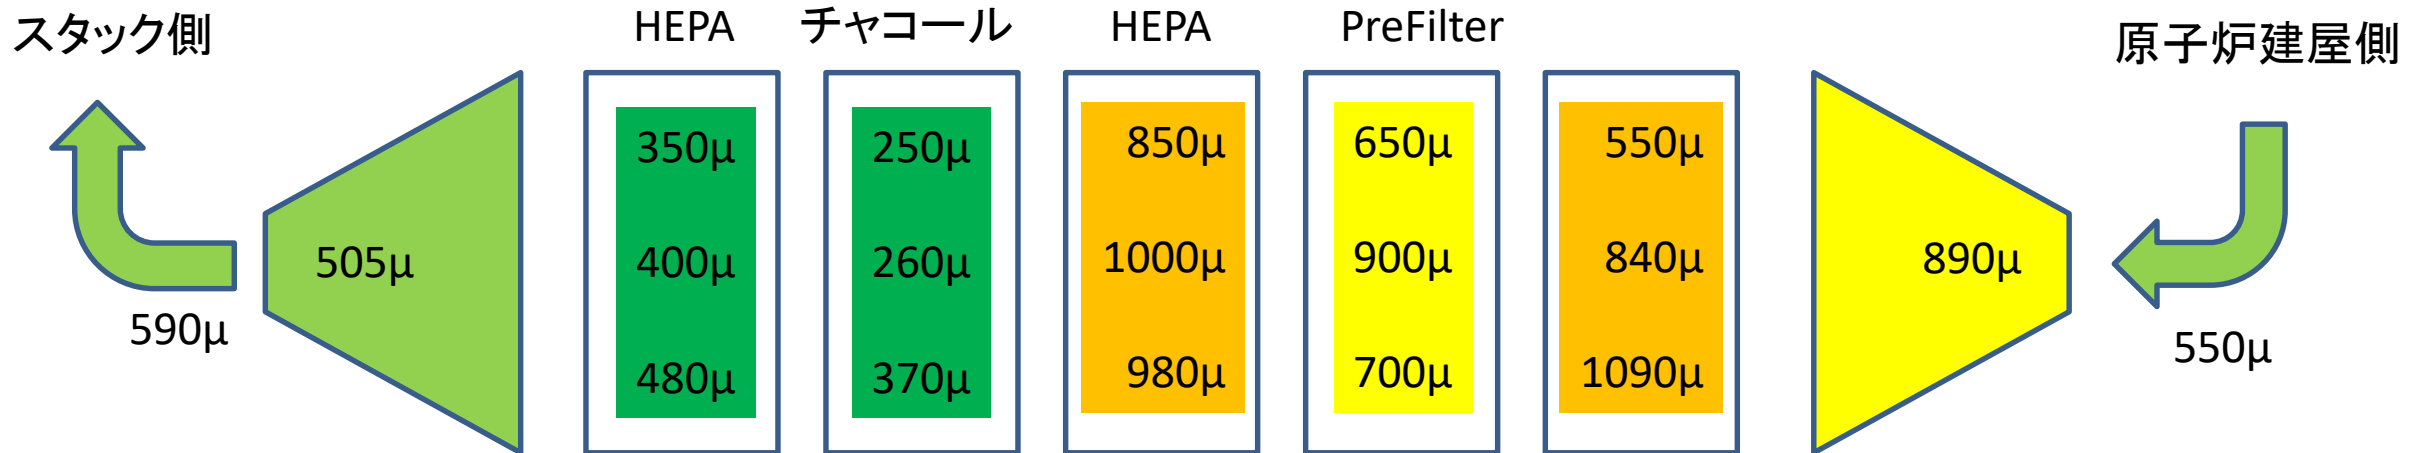 スタック側
HEPA
チャコール
HEPA
PreFilter
原子炉建屋側
350μ
250μ
850μ
650μ
550μ
505μ
400μ
260μ
1000μ
900μ
840μ
890μ
590μ
550μ
480μ
370μ
980μ
700μ
1090μ